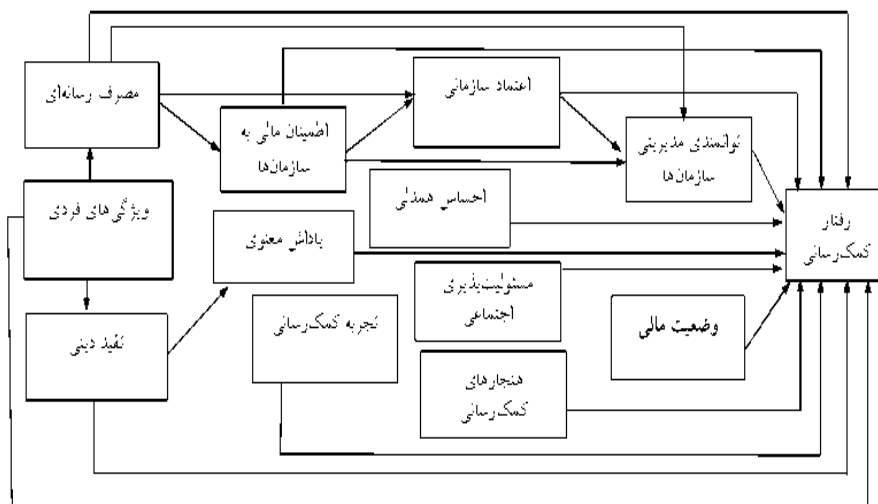 مصرف رسانه‌ای
اعتماد سازمانی
اطمینان مالی به
سازمان‌ها
توانمندی مدیریتی
سازمان‌ها
ویژگی‌های فردی
احساس همدلی
رفتار
کمک‌رسانی
پاداش معنوی
مسئولیت‌پذیری
اجتماعی
تقید دینی
تجربه کمک‌رسانی
وضعیت مالی
هنجارهای
کمک‌رسانی